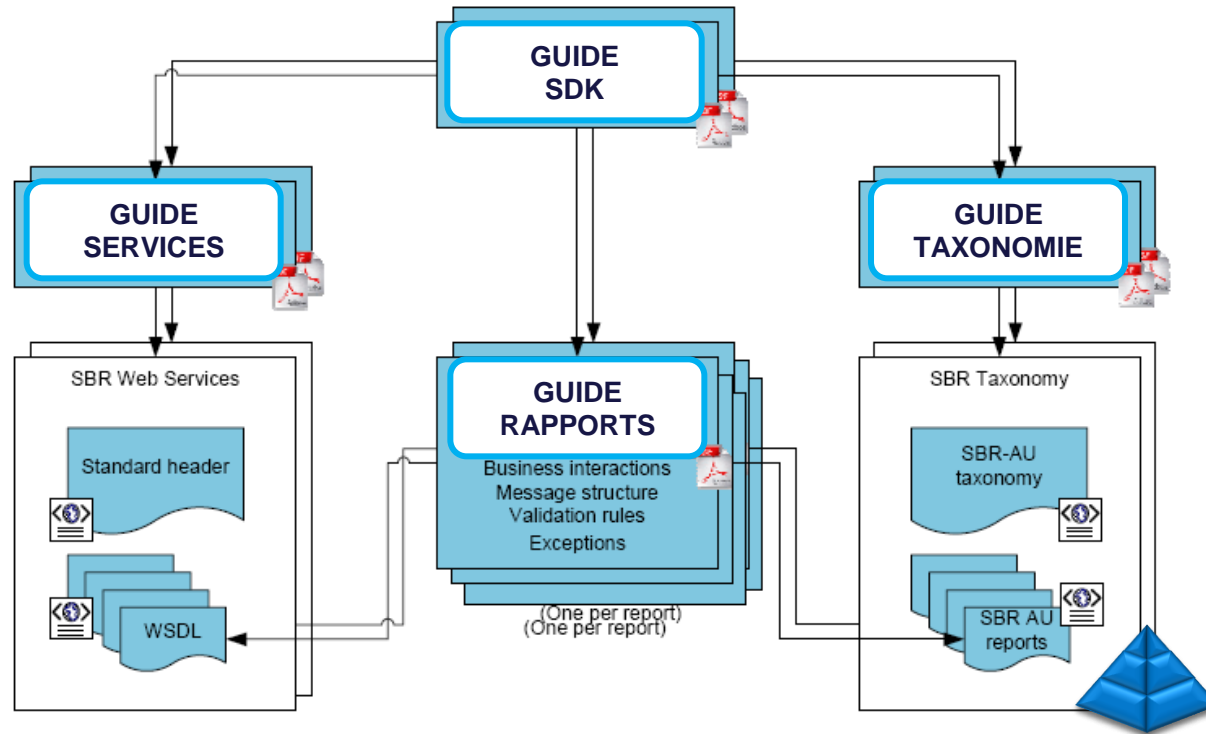 GUIDE
SDK
GUIDE
SERVICES
GUIDE
TAXONOMIE
SBR Web Services
Standard header
WSDL
GUIDE
RAPPORTS
Business interactions
Message structure
Validation rules
Exceptions
(One per report)
(One per report)
SBR Taxonomy
SBR-AU
taxonomy
SBR AU
reports